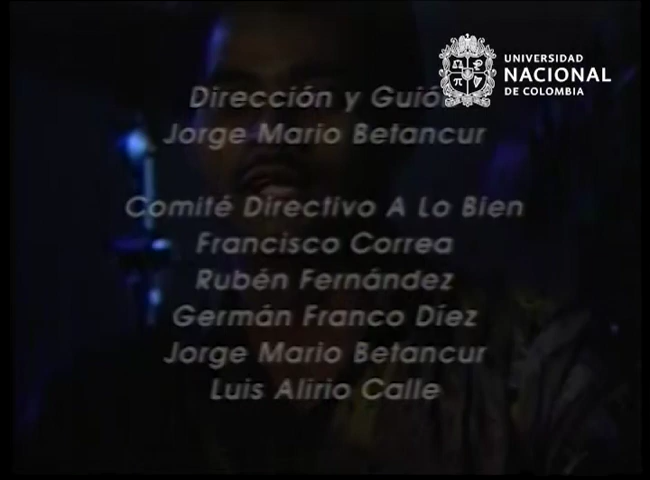 UNIVERSIDAD
NACIONAL
DE COLOMBIA
Dirección y Guió
Jorge Mario Betancur
Comité Directivo A Lo Bien
Francisco Correa
Rubén Fernández
Germán Franco Díez
Jorge Mario Betancur
Luis Alirio Calle